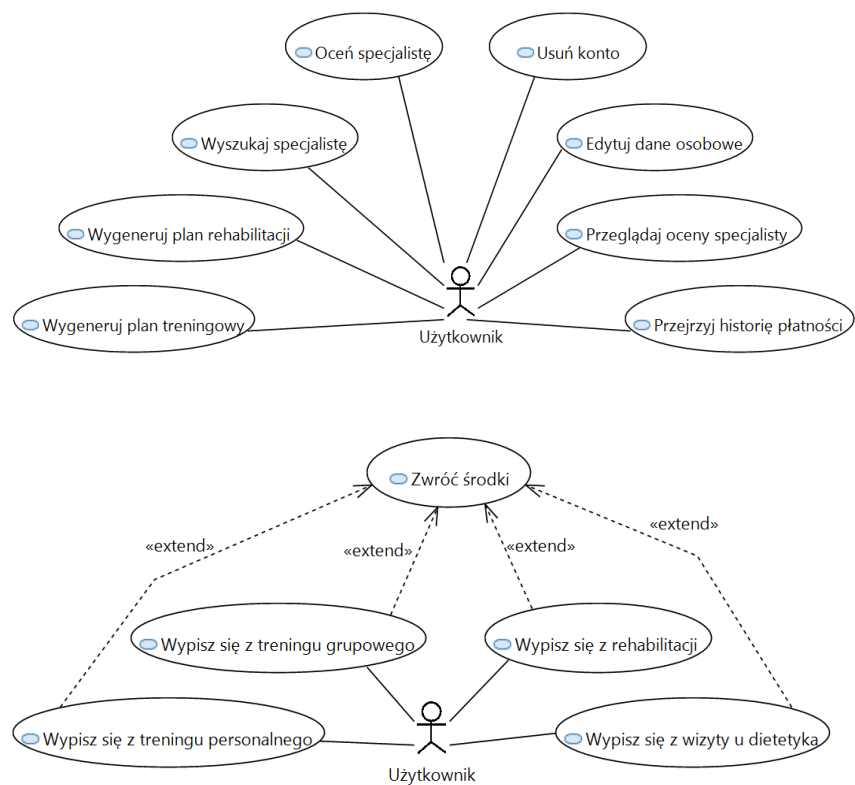 Oceń specjalistę
Usuń konto
Wyszukaj specjalistę
Edytuj dane osobowe
Wygeneruj plan rehabilitacji
Przeglądaj oceny specjalisty
Wygeneruj plan treningowy
Przejrzyj historię płatności
Użytkownik
Zwróć środki
«extend»
«extend»
«extend»
«extend»
Wypisz się z treningu grupowego
Wypisz się z rehabilitacji
Wypisz się z treningu personalnego
Wypisz się z wizyty u dietetyka
Użytkownik